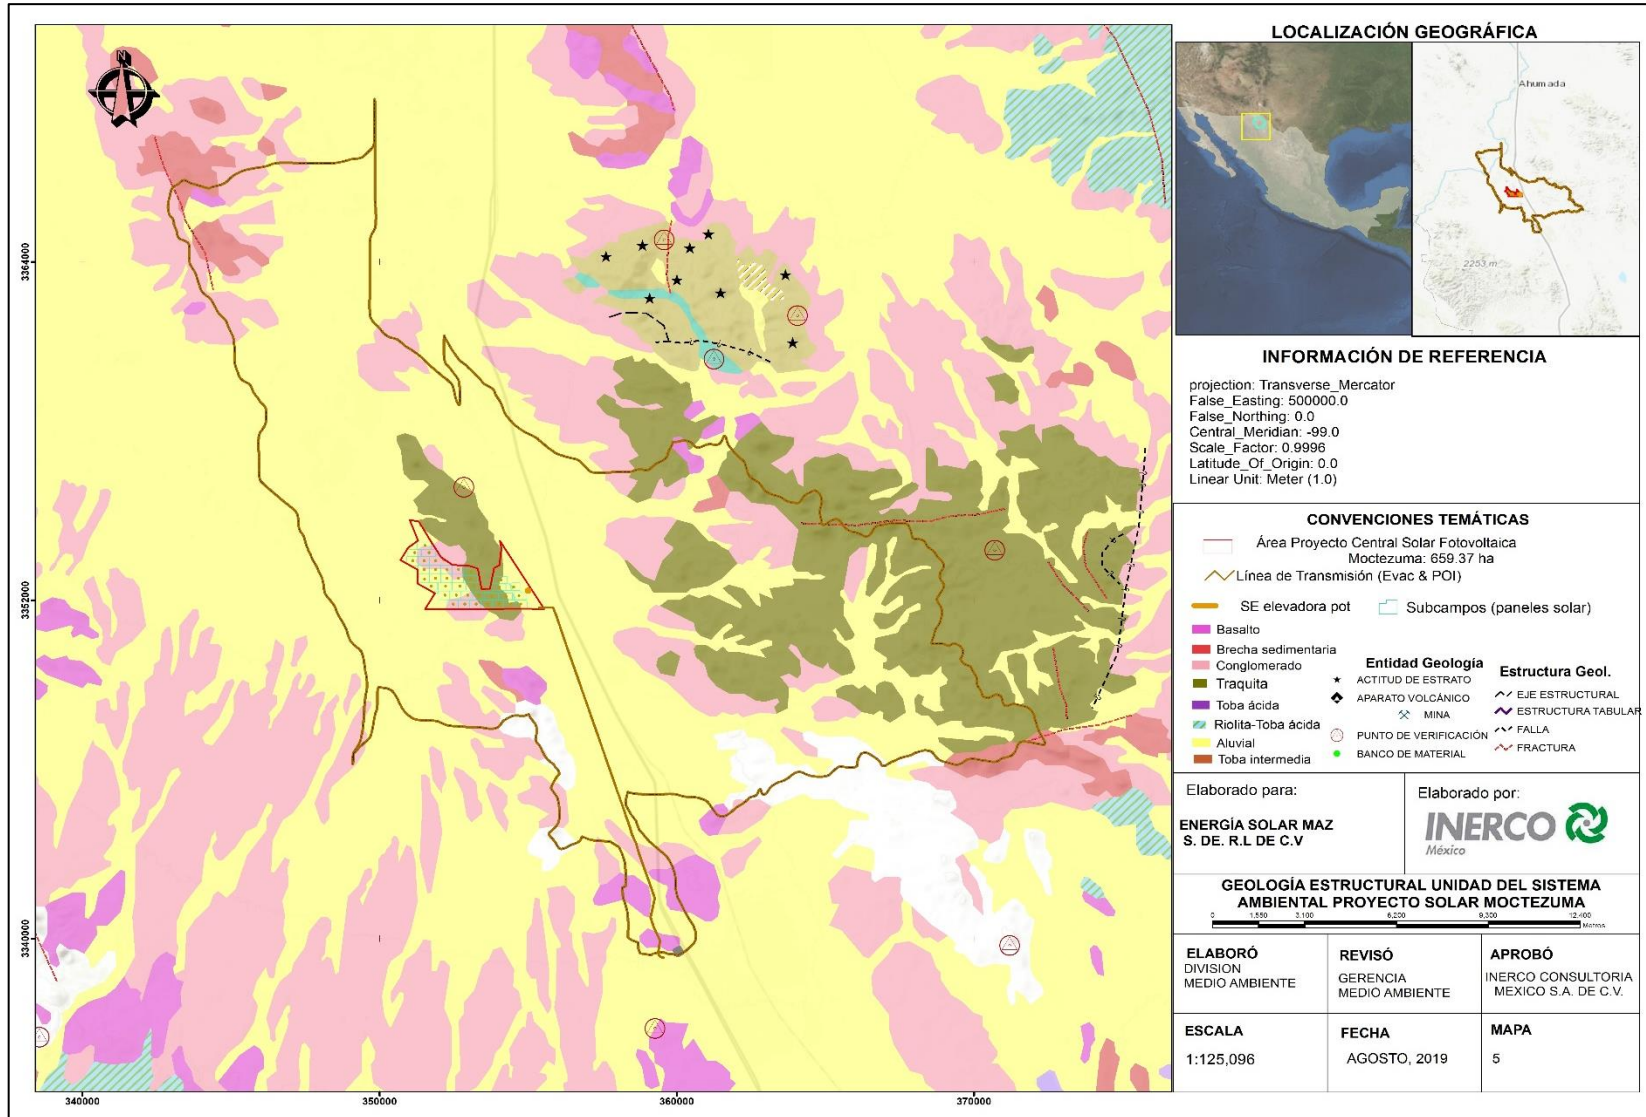 N
3364000
3352000
3340000
340000
350000
360000
370000
LOCALIZACIÓN GEOGRÁFICA
Ahumada
2253 m
INFORMACIÓN DE REFERENCIA
projection: Transverse_Mercator
False_Easting: 500000.0
False_Northing: 0.0
Central_Meridian: -99.0
Scale_Factor: 0.9996
Latitude_Of_Origin: 0.0
Linear Unit: Meter (1.0)
CONVENCIONES TEMÁTICAS
Área Proyecto Central Solar Fotovoltaica
Moctezuma: 659.37 ha
Línea de Transmisión (Evac & POI)
SE elevadora pot
Subcampos (paneles solar)
Basalto
Brecha sedimentaria
Conglomerado
Traquita
Toba ácida
Riolita-Toba ácida
Aluvial
Toba intermedia
Entidad Geología
ACTITUD DE ESTRATO
APARATO VOLCÁNICO
MINA
PUNTO DE VERIFICACIÓN
BANCO DE MATERIAL
Estructura Geol.
EJE ESTRUCTURAL
ESTRUCTURA TABULAR
FALLA
FRACTURA
Elaborado para:
ENERGÍA SOLAR MAZ
S. DE. R.L DE C.V
Elaborado por:
INERCO
México
GEOLOGÍA ESTRUCTURAL UNIDAD DEL SISTEMA
AMBIENTAL PROYECTO SOLAR MOCTEZUMA
0 1,550 3,100 6,200 9,300 12,400
Metros
ELABORÓ
DIVISION
MEDIO AMBIENTE
REVISÓ
GERENCIA
MEDIO AMBIENTE
APROBÓ
INERCO CONSULTORIA
MEXICO S.A. DE C.V.
ESCALA
1:125,096
FECHA
AGOSTO, 2019
MAPA
5